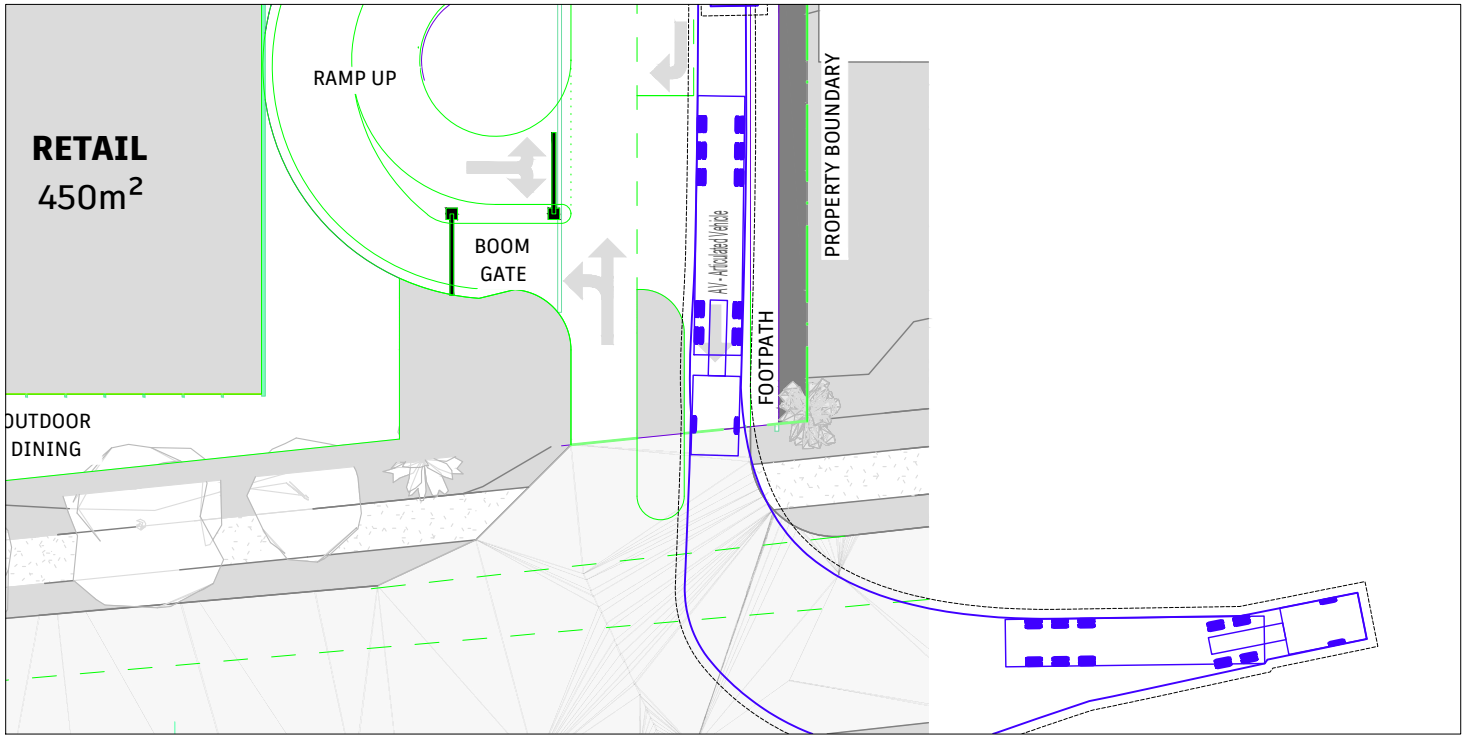 RAMP UP
RETAIL
450m²
BOOM
GATE
AV - Articulated Vehicle
PROPERTY BOUNDARY
FOOTPATH
OUTDOOR
DINING